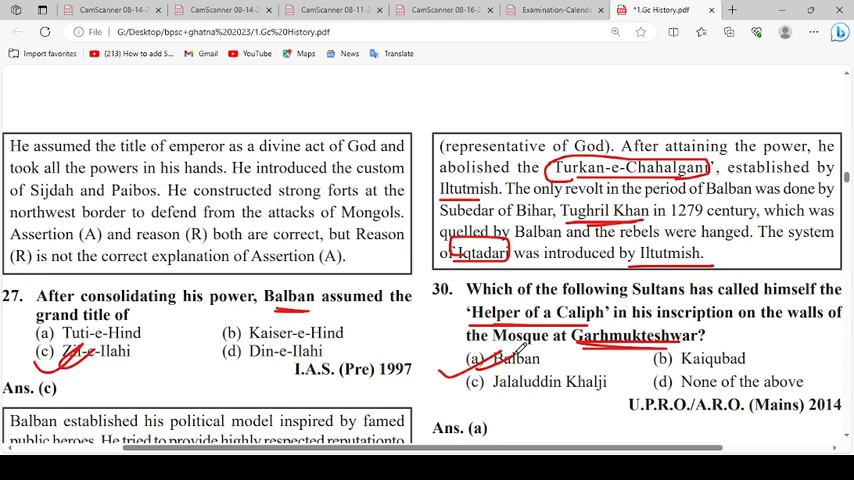 CamScanner 08-14-2
CamScanner 08-14-2
CamScanner 08-11-2
CamScanner 08-16-2
Examination-Calenda
*1.Gc History.pdf
File
G:/Desktop/bpsc+ghatna%202023/1.Gc%20History.pdf
Import favorites
(213) How to add S...
Gmail
YouTube
Maps
News
Translate
He assumed the title of emperor as a divine act of God and
took all the powers in his hands. He introduced the custom
of Sijdah and Paibos. He constructed strong forts at the
northwest border to defend from the attacks of Mongols.
Assertion (A) and reason (R) both are correct, but Reason
(R) is not the correct explanation of Assertion (A).
27. After consolidating his power, Balban assumed the
grand title of
(a) Tuti-e-Hind (b) Kaiser-e-Hind
(c) Zil-e-Ilahi (d) Din-e-Ilahi
I.A.S. (Pre) 1997
Ans. (c)
Balban established his political model inspired by famed
public heroes. He tried to provide highly respected reputation to
(representative of God). After attaining the power, he
abolished the 'Turkan-e-Chahalgani', established by
Iltutmish. The only revolt in the period of Balban was done by
Subedar of Bihar, Tughril Khan in 1279 century, which was
quelled by Balban and the rebels were hanged. The system
of Iqtadari was introduced by Iltutmish.
30. Which of the following Sultans has called himself the
'Helper of a Caliph' in his inscription on the walls of
the Mosque at Garhmukteshwar?
(a) Balban (b) Kaiqubad
(c) Jalaluddin Khalji (d) None of the above
U.P.R.O./A.R.O. (Mains) 2014
Ans. (a)